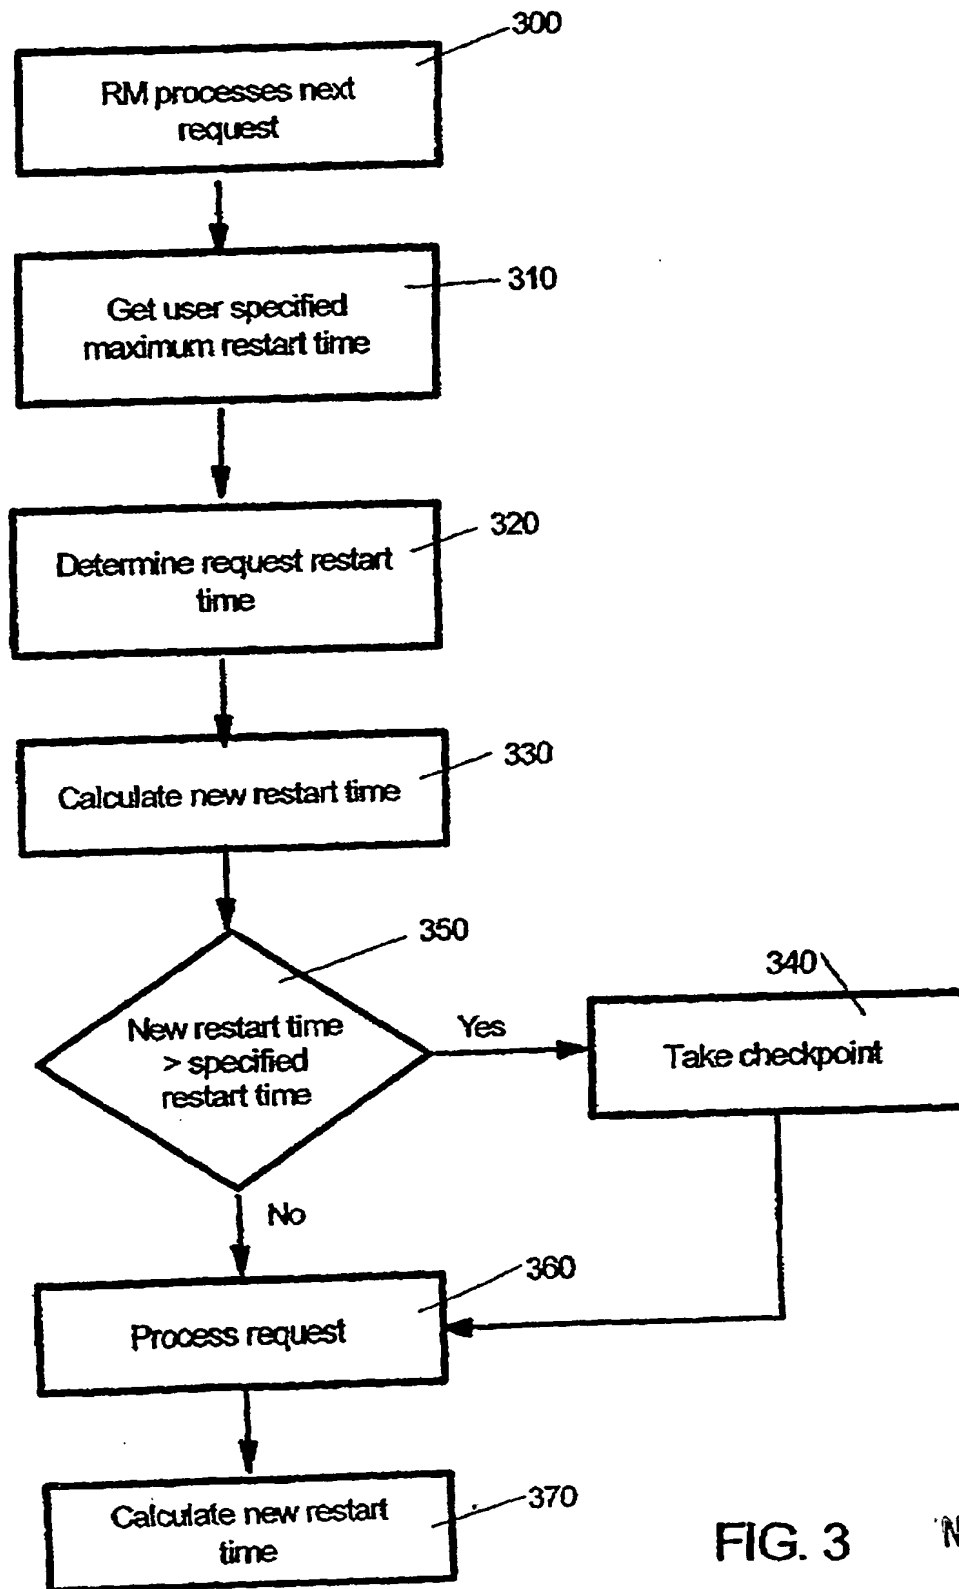 300
RM processes next
request
310
Get user specified
maximum restart time
320
Determine request restart
time
330
Calculate new restart time
350
New restart time
> specified
restart time
Yes
340
Take checkpoint
No
360
Process request
370
Calculate new restart
time
FIG. 3